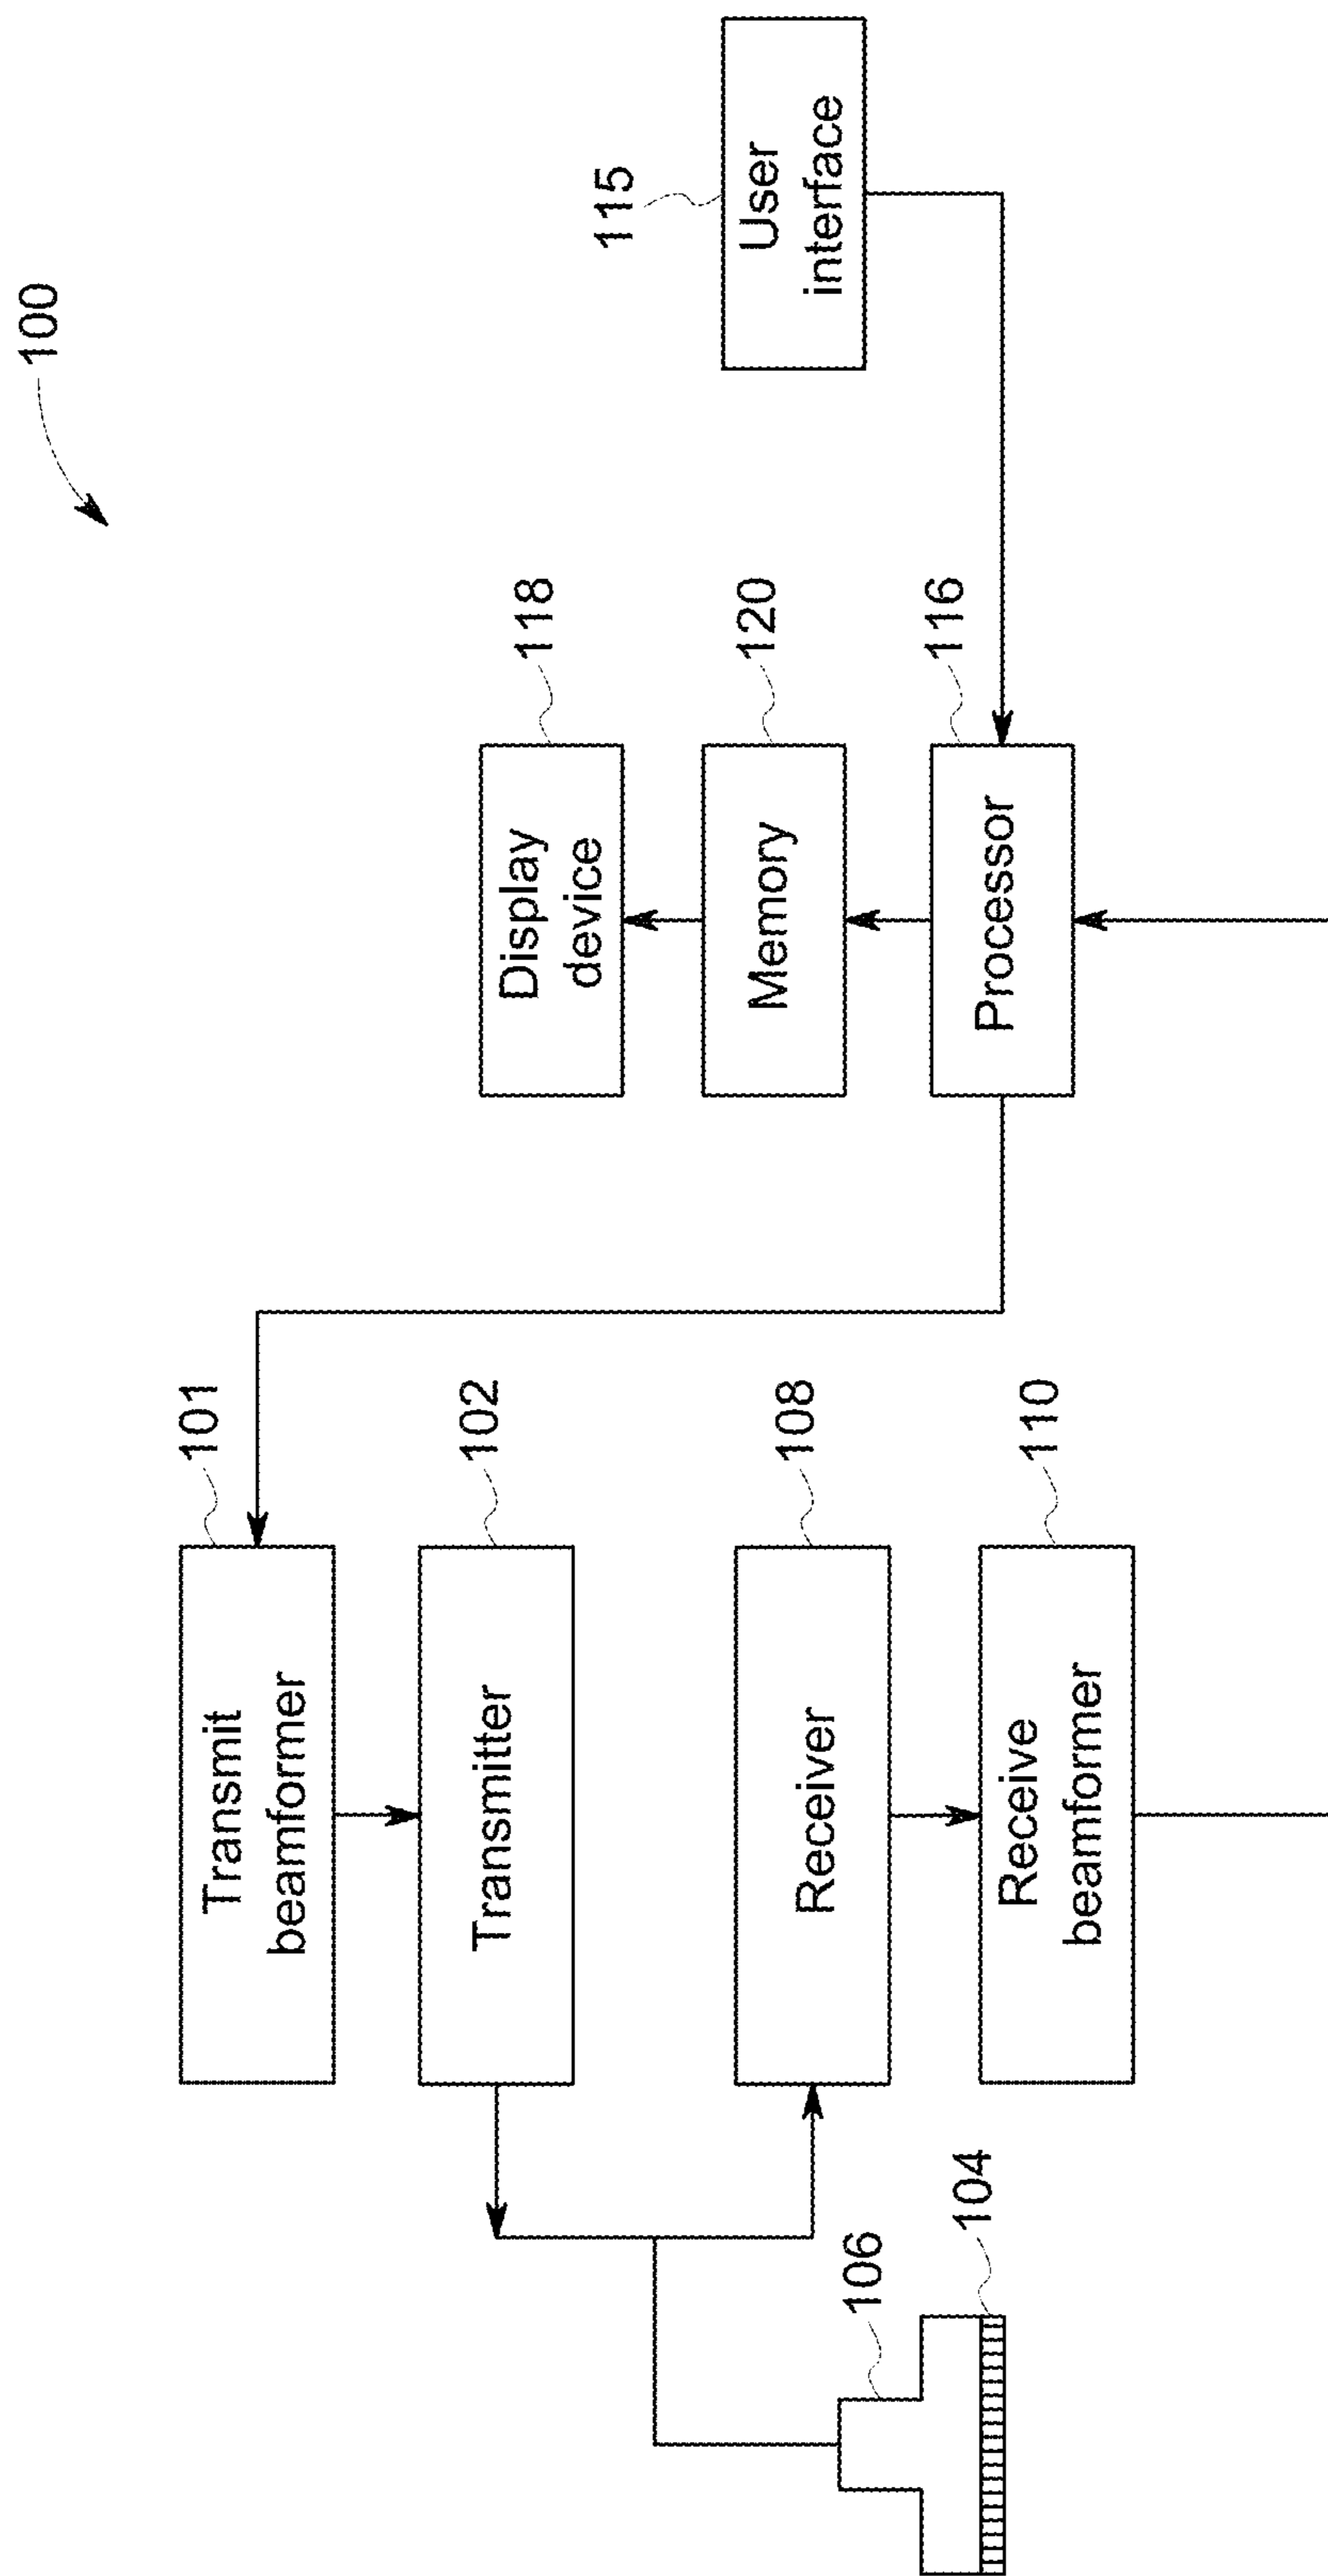 100
101
Transmit
beamformer
102
Transmitter
108
Receiver
110
Receive
beamformer
106
104
118
Display
device
120
Memory
116
Processor
115
User
interface